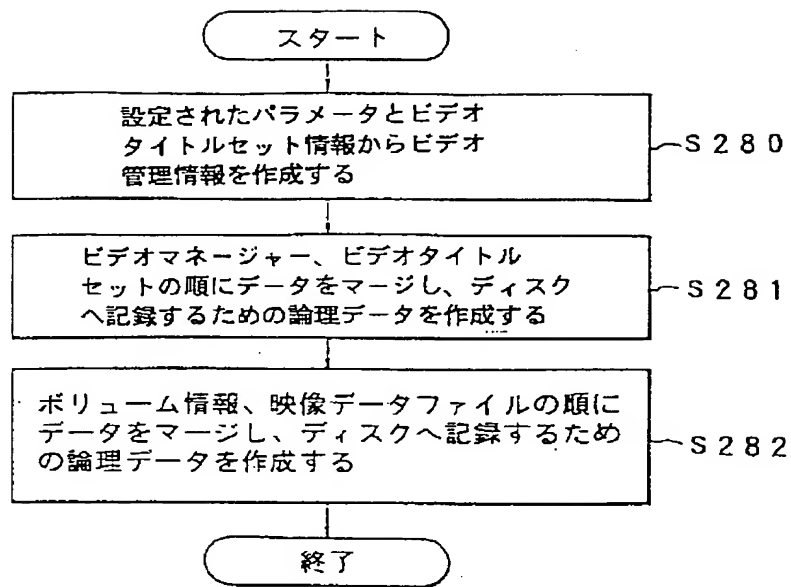 スタート
設定されたパラメータとビデオ
タイトルセット情報からビデオ
管理情報を作成する
S280
ビデオマネージャー、ビデオタイトル
セットの順にデータをマージし、ディスク
へ記録するための論理データを作成する
S281
ボリューム情報、映像データファイルの順に
データをマージし、ディスクへ記録するため
の論理データを作成する
S282
終了